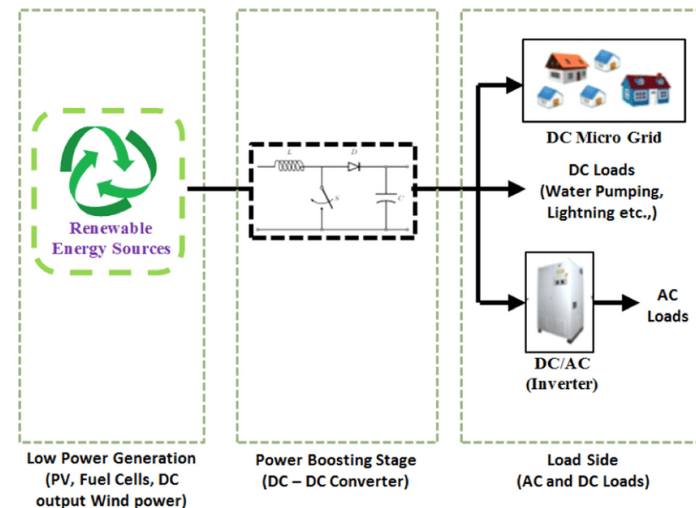 Renewable
Energy Sources
L
D
S
C
DC Micro Grid
DC Loads
(Water Pumping,
Lightning etc.,)
AC
Loads
DC/AC
(Inverter)
Low Power Generation
(PV, Fuel Cells, DC
output Wind power)
Power Boosting Stage
(DC – DC Converter)
Load Side
(AC and DC Loads)